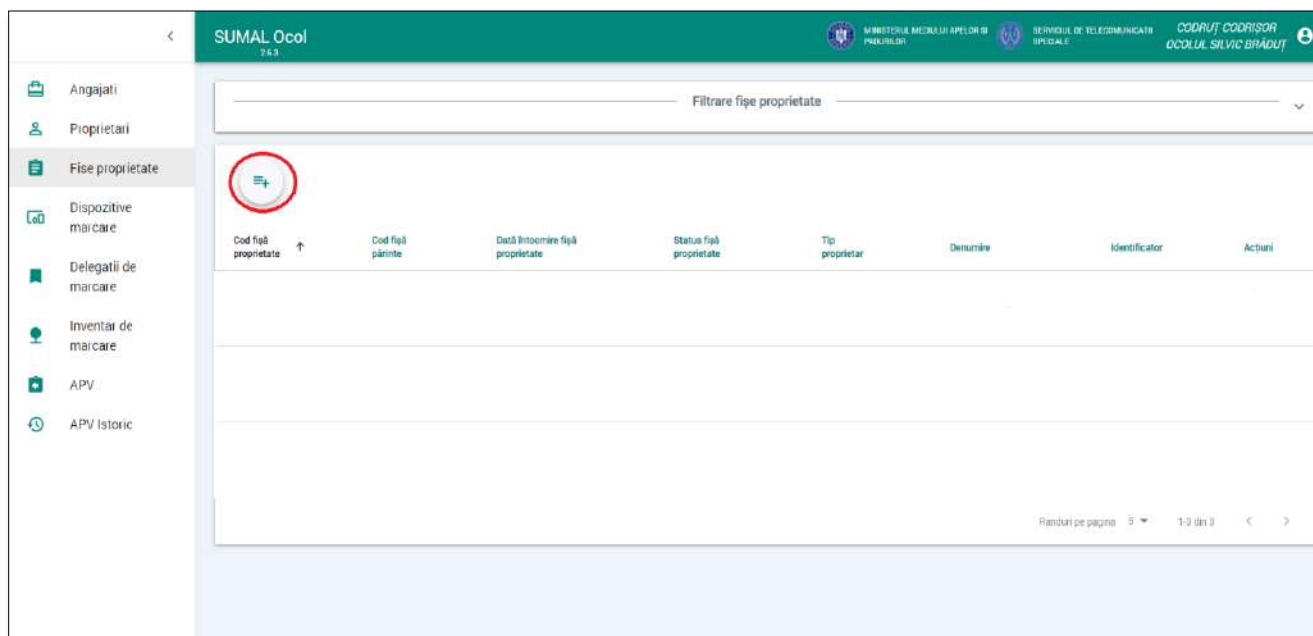 SUMAL Ocol
2.6.3
MINISTERUL MEDIULUI APELOR SI
PADURILOR
SERVICIUL DE TELECOMUNICATII
SPECIALE
CODRUȚ CODRIȘOR
OCOLUL SILVIC BRĂDUȚ
Angajati
Proprietari
Fise proprietate
Dispozitive
marcare
Delegatii de
marcare
Inventar de
marcare
APV
APV Istoric
Filtrare fișe proprietate
Cod fișă
proprietate
Cod fișă
părinte
Dată întocmire fișă
proprietate
Status fișă
proprietate
Tip
proprietar
Denumire
Identificator
Acțiuni
Randuri pe pagina 5 1-3 din 3